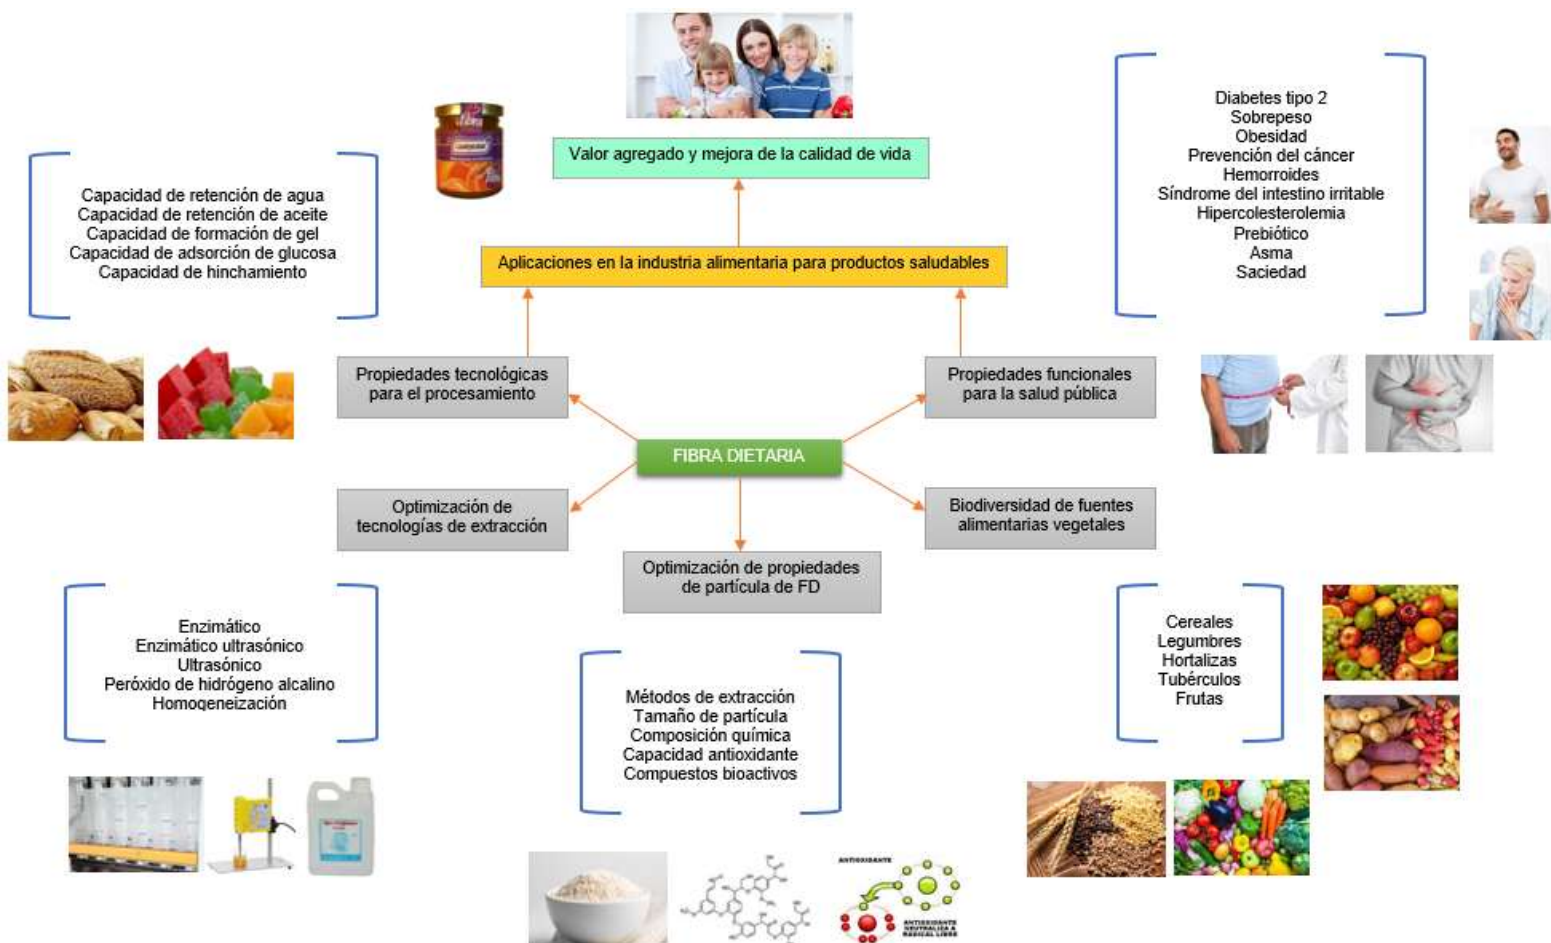 Valor agregado y mejora de la calidad de vida
Capacidad de retención de agua
Capacidad de retención de aceite
Capacidad de formación de gel
Capacidad de adsorción de glucosa
Capacidad de hinchamiento
Aplicaciones en la industria alimentaria para productos saludables
Diabetes tipo 2
Sobrepeso
Obesidad
Prevención del cáncer
Hemorroides
Síndrome del intestino irritable
Hipercolesterolemia
Prebiótico
Asma
Saciedad
Propiedades tecnológicas
para el procesamiento
Propiedades funcionales
para la salud pública
FIBRA DIETARIA
Optimización de
tecnologías de extracción
Biodiversidad de fuentes
alimentarias vegetales
Optimización de propiedades
de partícula de FD
Enzimático
Enzimático ultrasónico
Ultrasónico
Peróxido de hidrógeno alcalino
Homogeneización
Métodos de extracción
Tamaño de partícula
Composición química
Capacidad antioxidante
Compuestos bioactivos
Cereales
Legumbres
Hortalizas
Tubérculos
Frutas
ANTIOXIDANTE
ANTIOXIDANTE
NEUTRALIZA A
RADICAL LIBRE